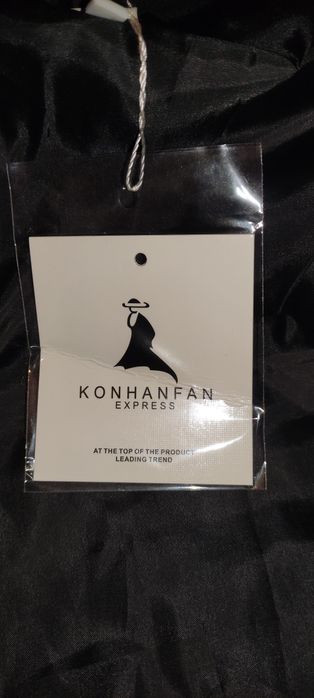 KONHANFAN
EXPRESS
AT THE TOP OF THE PRODUCT
LEADING TREND